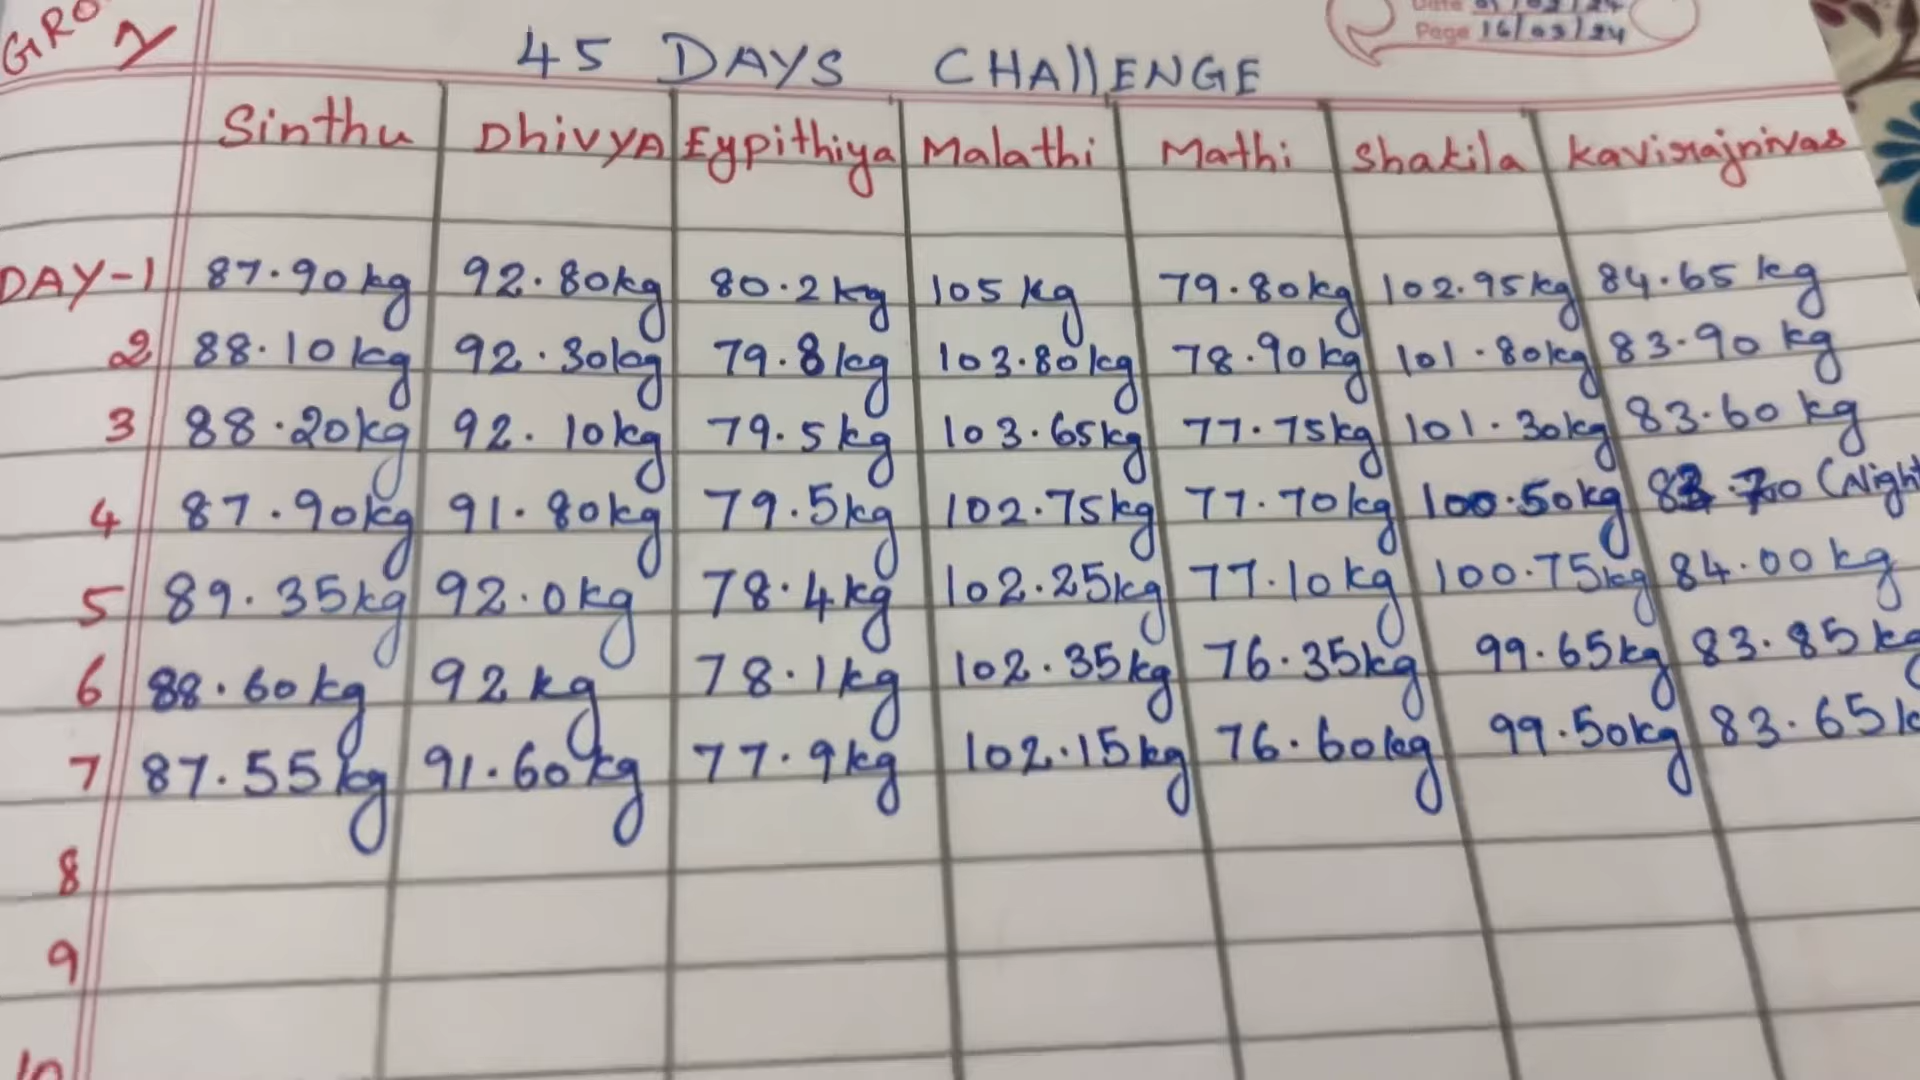 45 DAYS CHAllENGE
Page 16/03/24
Sinthu Dhivya Eypithiya Malathi Mathi Shakila Kavirajnivas
DAY-1 87.90kg 92.80kg 80.2kg 105kg 79.80kg 102.95kg 84.65kg
2 88.10kg 92.30kg 79.8kg 103.80kg 78.90kg 101.80kg 83.90kg
3 88.20kg 92.10kg 79.5kg 103.65kg 77.75kg 101.30kg 83.60kg
4 87.90kg 91.80kg 79.5kg 102.75kg 77.70kg 100.50kg (Night
5 89.35kg 92.0kg 78.4kg 102.25kg 77.10kg 100.75kg 84.00kg
6 88.60kg 92kg 78.1kg 102.35kg 76.35kg 99.65kg 83.85kg
7 87.55kg 91.60kg 77.9kg 102.15kg 76.60kg 99.50kg 83.65k
8
9
10